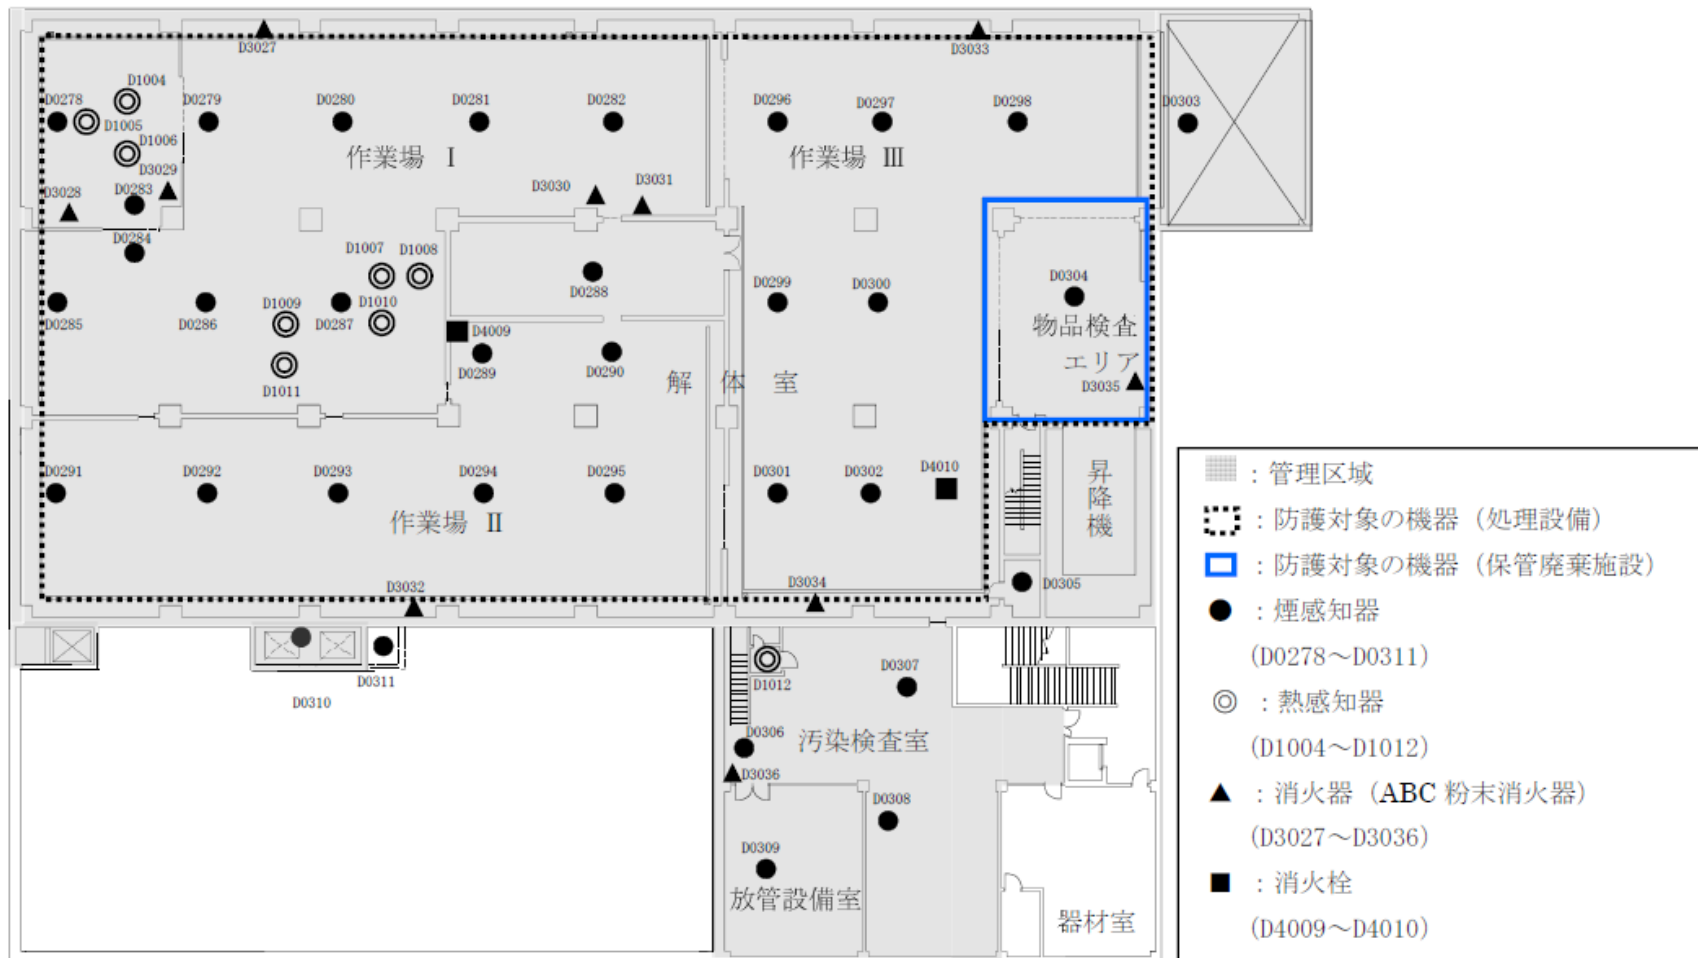 D3027
D3033
D1004
D0278
D0279
D0280
D0281
D0282
D0296
D0297
D0298
D0303
D1005
D1006
作業場 Ⅰ
作業場 Ⅲ
D3029
D3028
D0283
D3030
D3031
D0284
D1007
D1008
D0288
D0299
D0300
D0304
D0285
D0286
D1009
D0287
D1010
D4009
物品検査
エリア
D0289
D0290
D1011
解 体 室
D3035
D0291
D0292
D0293
D0294
D0295
D0301
D0302
D4010
昇降機
作業場 Ⅱ
D3032
D3034
D0305
D0311
D0310
D1012
D0307
D0306
汚染検査室
D3036
D0308
D0309
放管設備室
器材室
：管理区域
：防護対象の機器（処理設備）
：防護対象の機器（保管廃棄施設）
：煙感知器
(D0278～D0311)
：熱感知器
(D1004～D1012)
：消火器（ABC 粉末消火器）
(D3027～D3036)
：消火栓
(D4009～D4010)